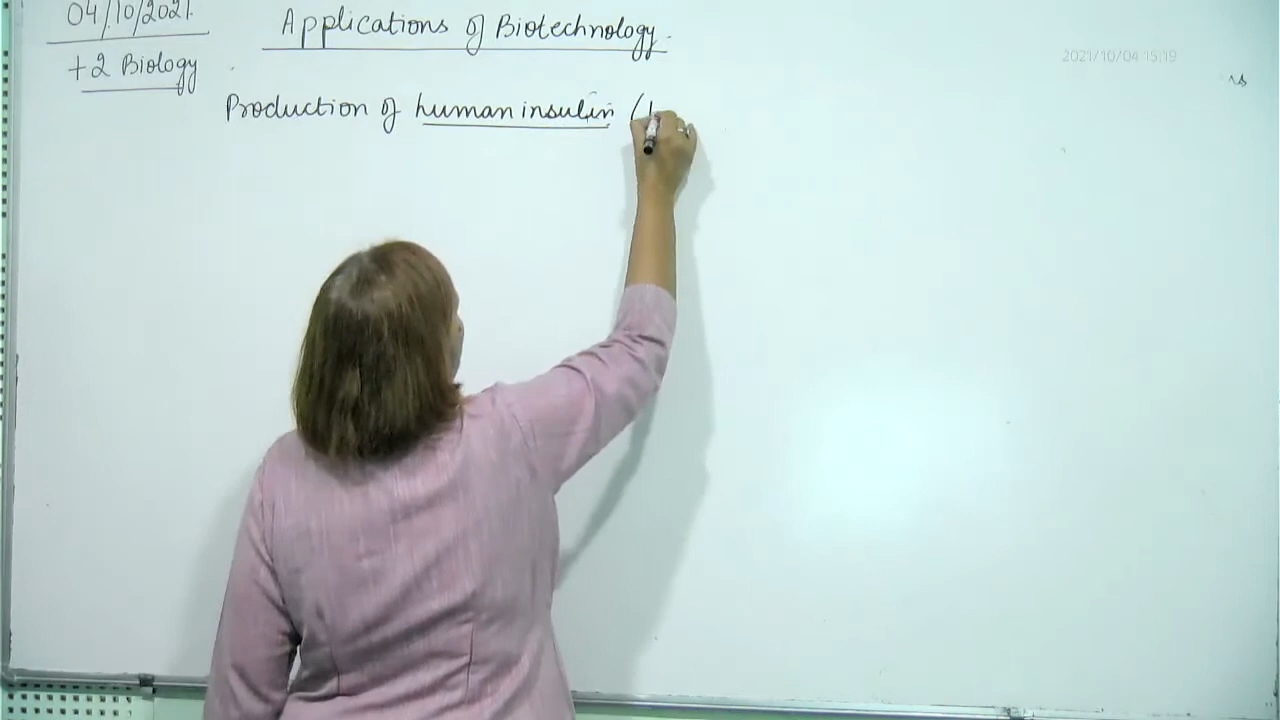 04/10/2021.
Applications of Biotechnology.
+2 Biology
2021/10/04 15:19
Production of human insulin (